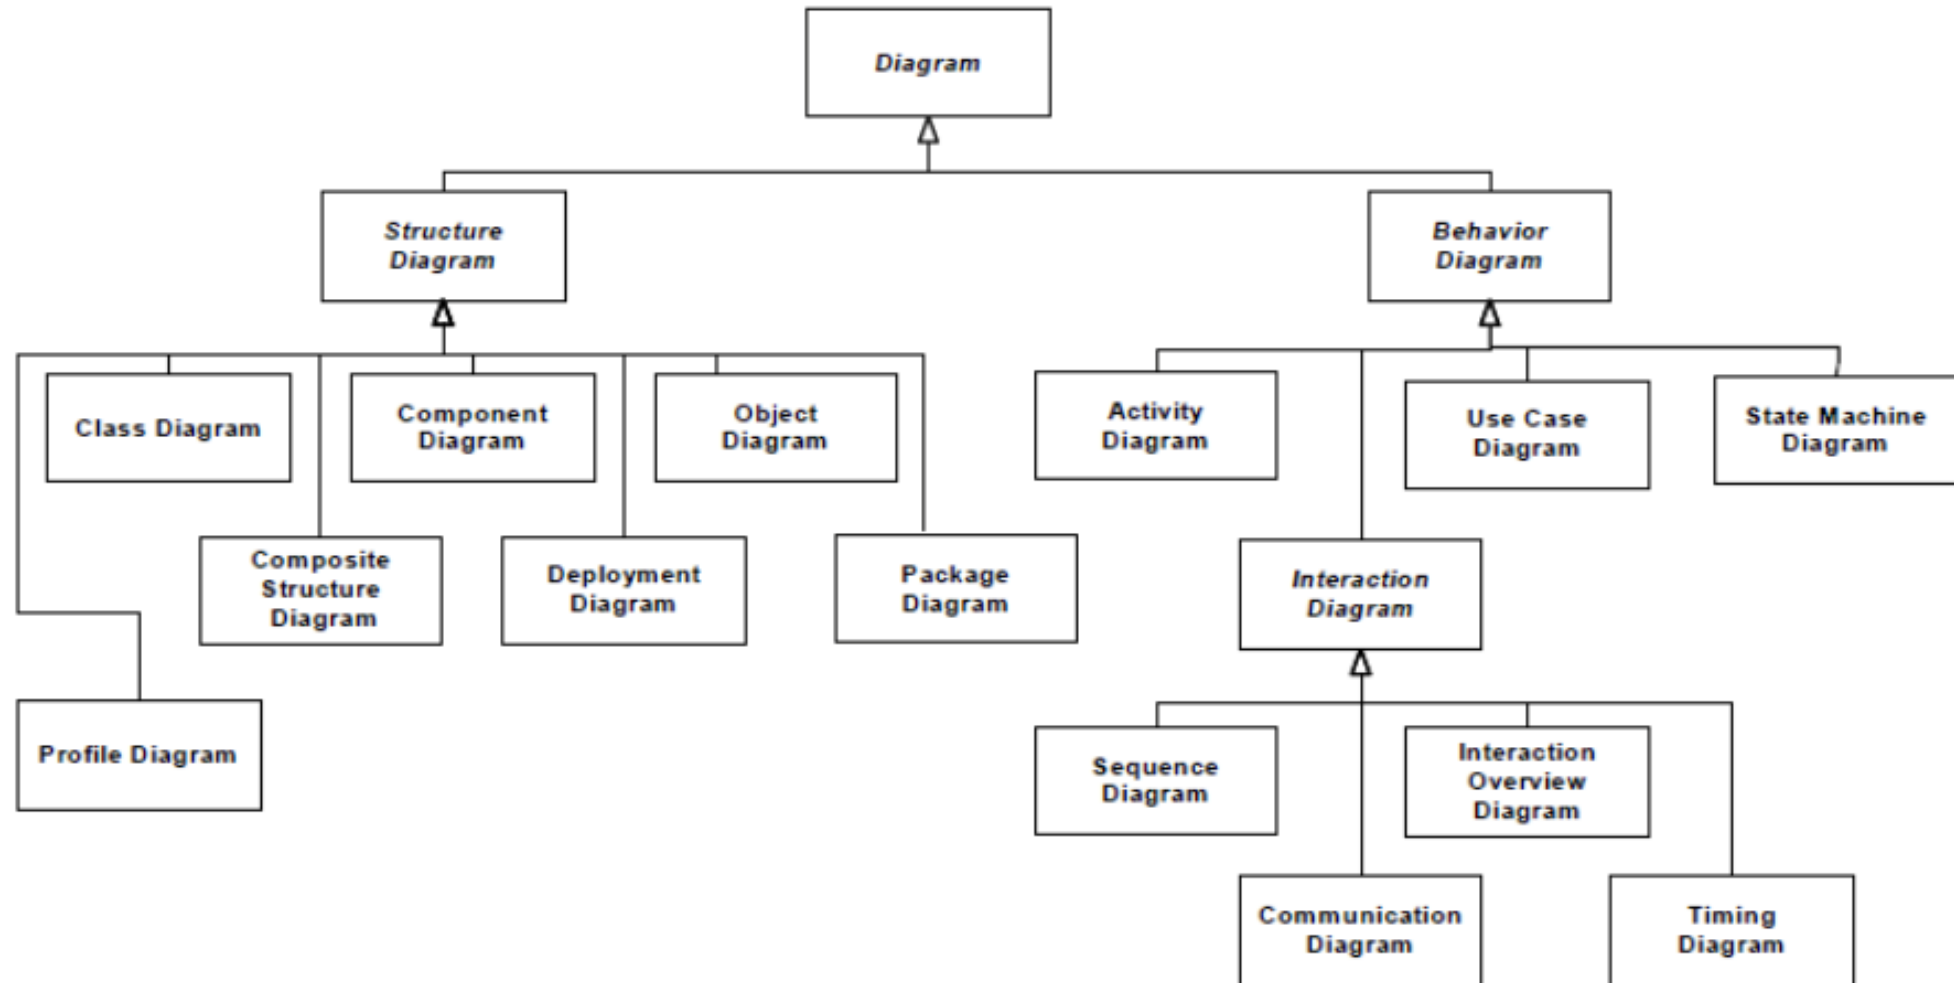 Diagram
Structure
Diagram
Behavior
Diagram
Class Diagram
Component
Diagram
Object
Diagram
Activity
Diagram
Use Case
Diagram
State Machine
Diagram
Composite
Structure
Diagram
Deployment
Diagram
Package
Diagram
Interaction
Diagram
Profile Diagram
Sequence
Diagram
Interaction
Overview
Diagram
Communication
Diagram
Timing
Diagram